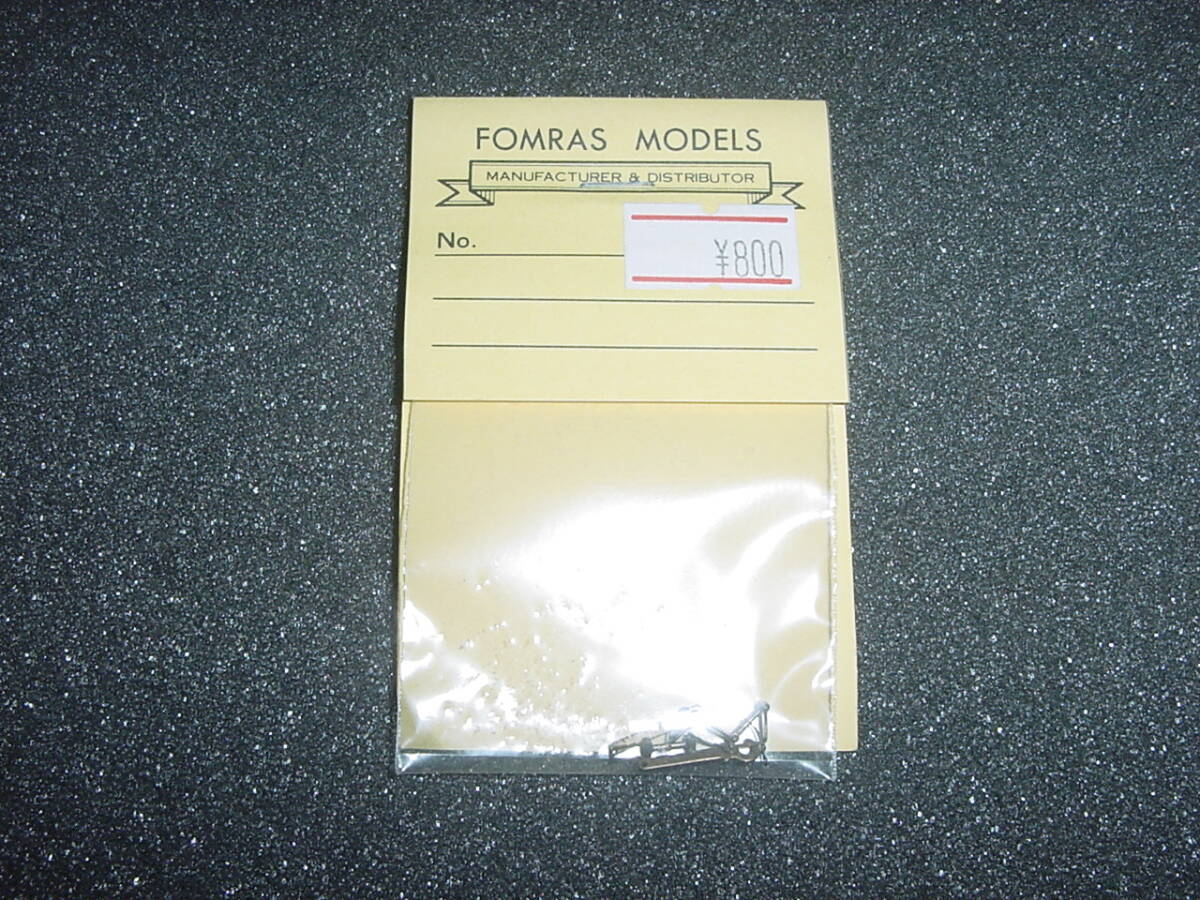 FOMRAS MODELS
MANUFACTURER & DISTRIBUTOR
No.
¥800